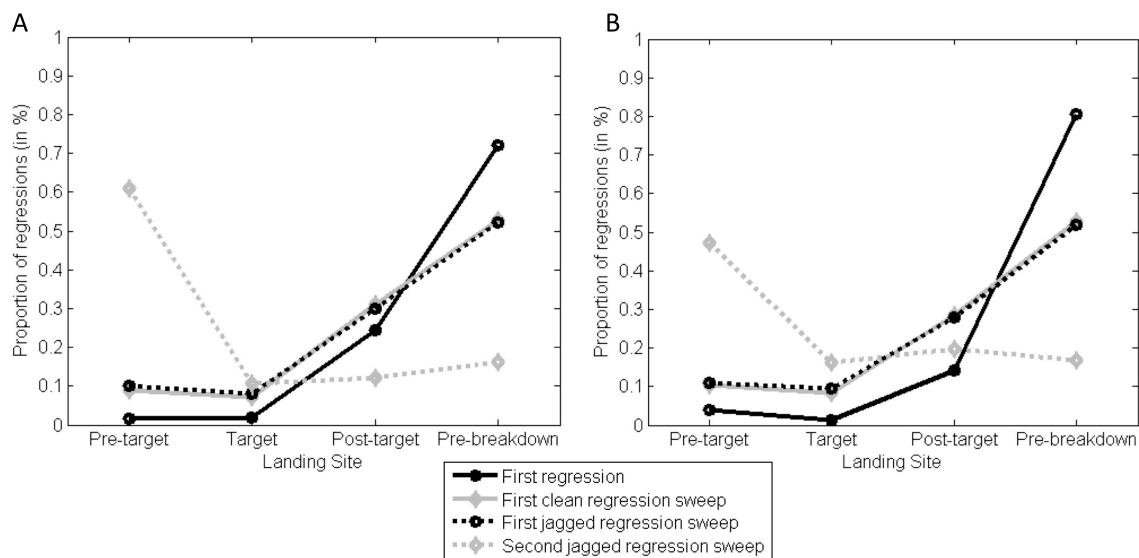 A
Proportion of regressions (in %)
1
0.9
0.8
0.7
0.6
0.5
0.4
0.3
0.2
0.1
0
Pre-target Target Post-target Pre-breakdown
Landing Site
B
Proportion of regressions (in %)
1
0.9
0.8
0.7
0.6
0.5
0.4
0.3
0.2
0.1
0
Pre-target Target Post-target Pre-breakdown
Landing Site
First regression
First clean regression sweep
First jagged regression sweep
Second jagged regression sweep